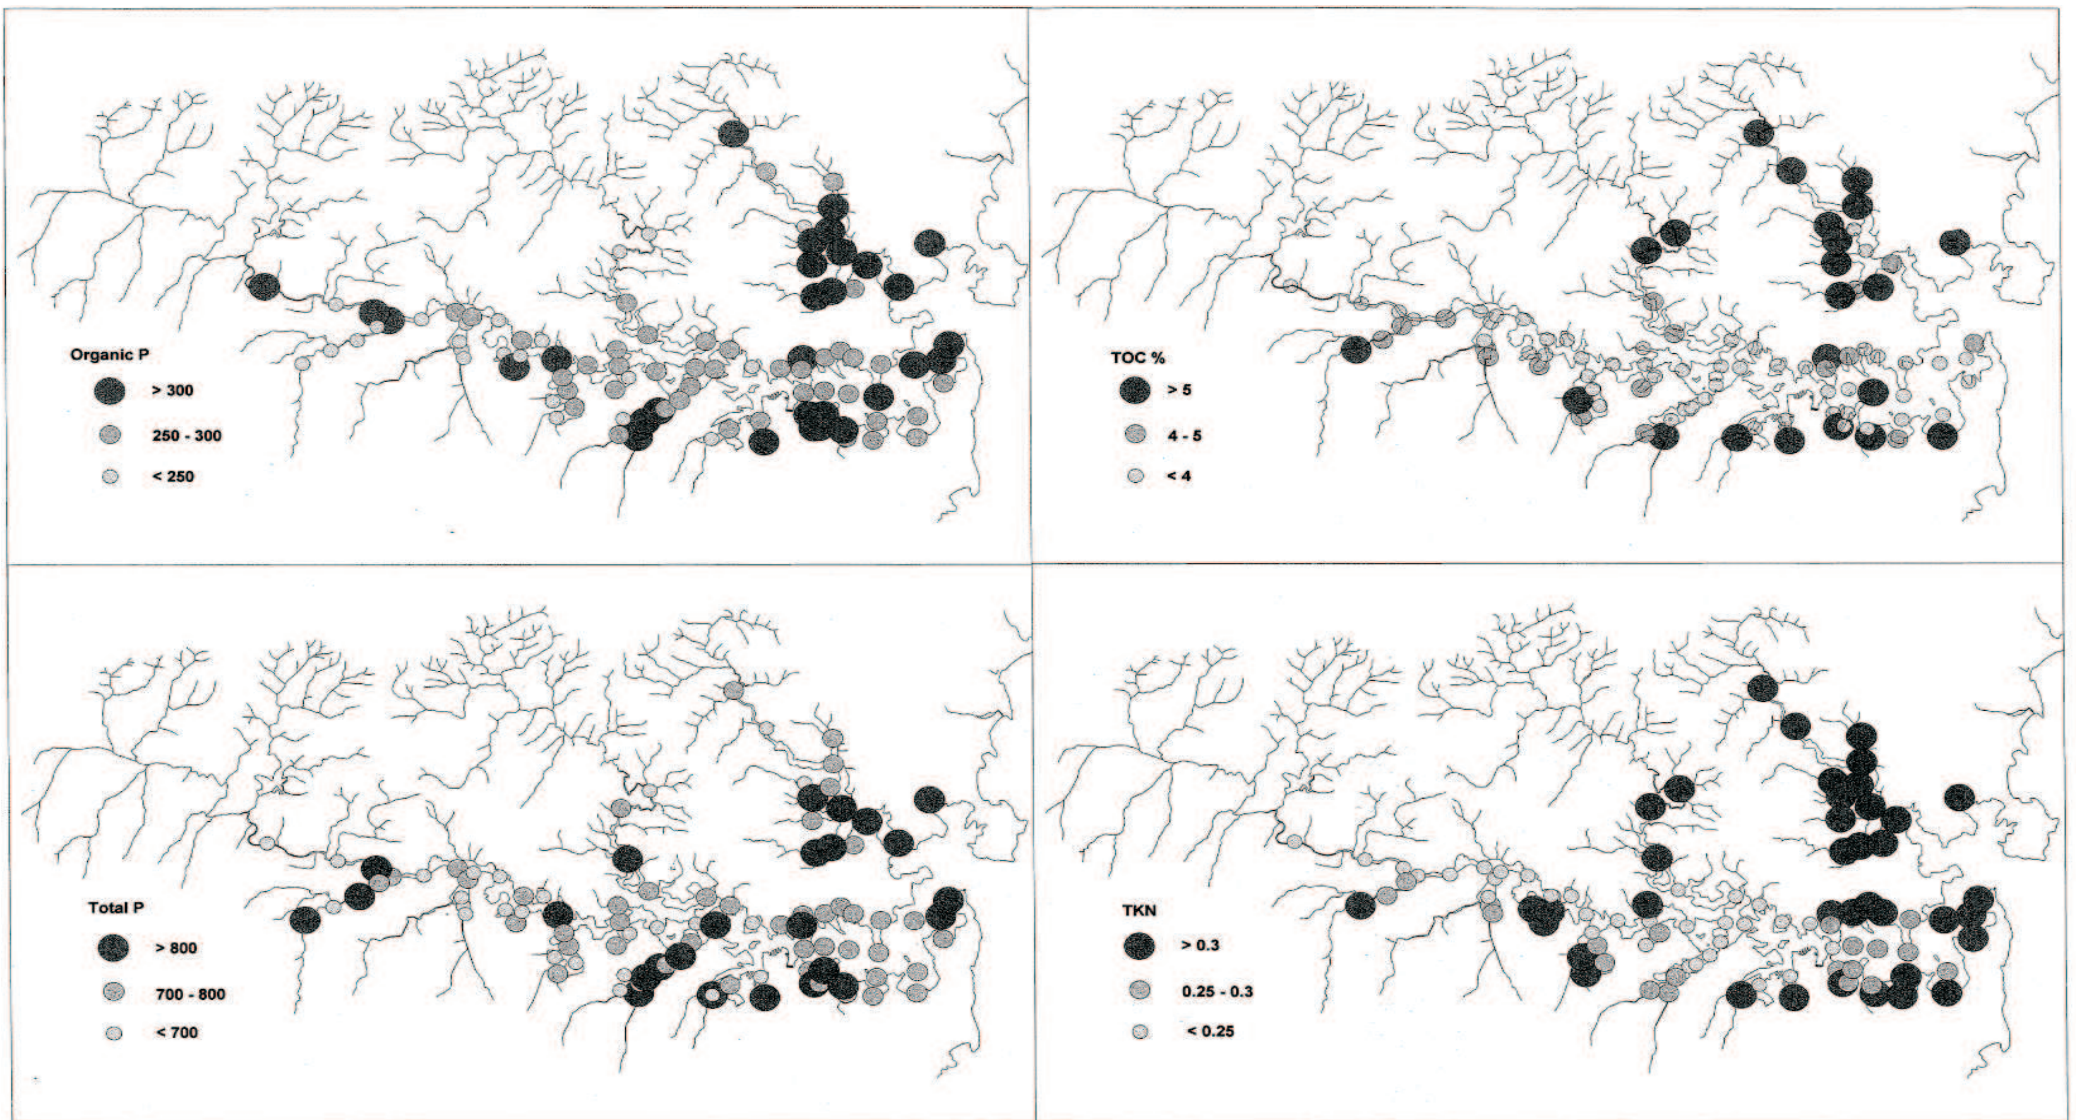 Organic P
> 300
250 - 300
< 250
TOC %
> 5
4 - 5
< 4
Total P
> 800
700 - 800
< 700
TKN
> 0.3
0.25 - 0.3
< 0.25